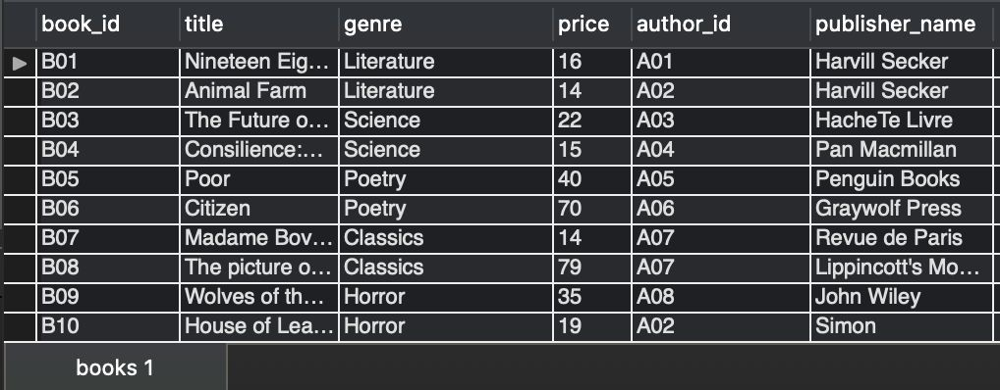 book_id title genre price author_id publisher_name
B01 Nineteen Eig... Literature 16 A01 Harvill Secker
B02 Animal Farm Literature 14 A02 Harvill Secker
B03 The Future o... Science 22 A03 HacheTe Livre
B04 Consilience:... Science 15 A04 Pan Macmillan
B05 Poor Poetry 40 A05 Penguin Books
B06 Citizen Poetry 70 A06 Graywolf Press
B07 Madame Bov... Classics 14 A07 Revue de Paris
B08 The picture o... Classics 79 A07 Lippincott's Mo...
B09 Wolves of th... Horror 35 A08 John Wiley
B10 House of Lea... Horror 19 A02 Simon
books 1